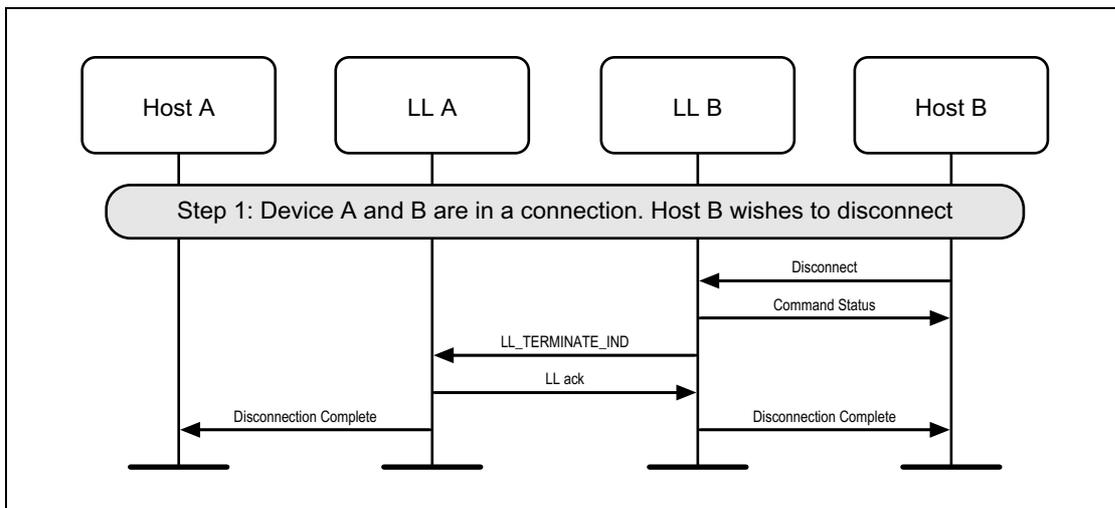 Host A
LL A
LL B
Host B
Step 1: Device A and B are in a connection. Host B wishes to disconnect
Disconnect
Command Status
LL_TERMINATE_IND
LL ack
Disconnection Complete
Disconnection Complete